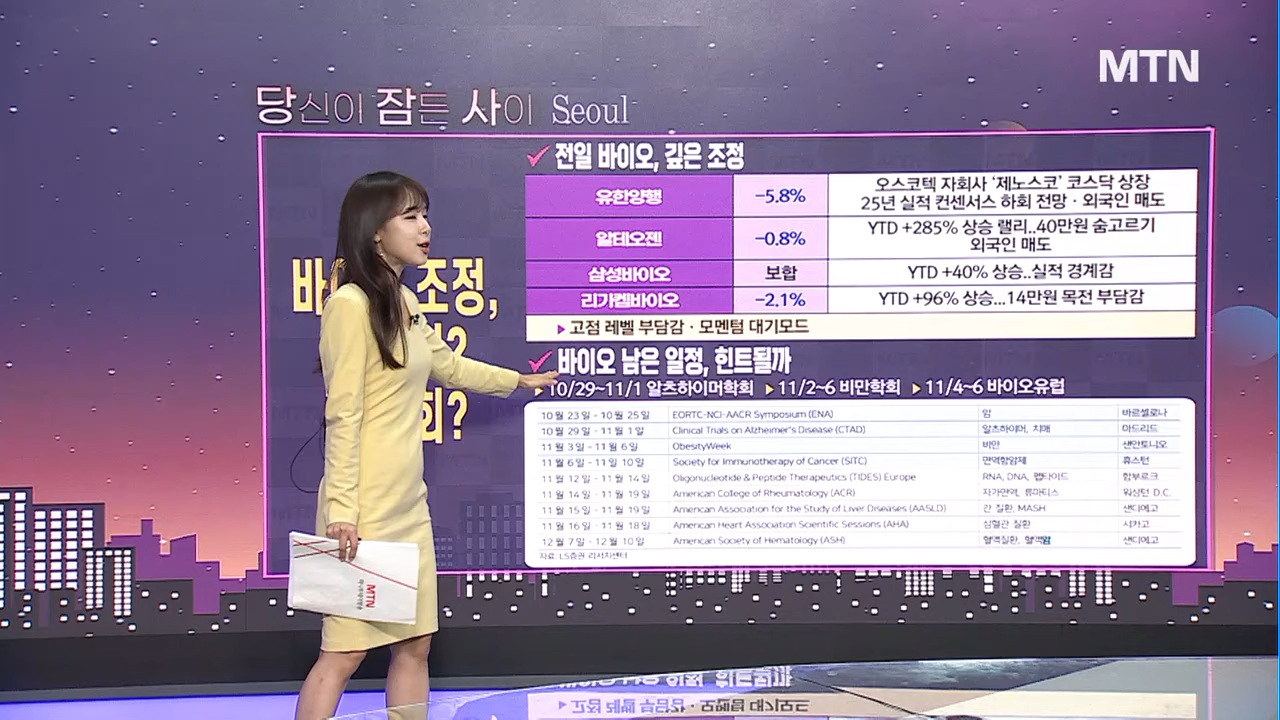 MTN
당신이 잠든 사이 Seoul
전일 바이오, 깊은 조정
유한양행 -5.8% 오스코텍 자회사 '제노스코' 코스닥 상장
25년 실적 컨센서스 하회 전망 · 외국인 매도
알테오젠 -0.8% YTD +285% 상승 랠리..40만원 숨고르기
외국인 매도
삼성바이오 보합 YTD +40% 상승..실적 경계감
리가켐바이오 -2.1% YTD +96% 상승...14만원 목전 부담감
▶고점 레벨 부담감 · 모멘텀 대기모드
조정,
회?
바이오 남은 일정, 힌트될까
▶10/29~11/1 알츠하이머학회 ▶11/2~6 비만학회 ▶11/4~6 바이오유럽
10월 23일 - 10월 25일 EORTC-NCI-AACR Symposium (ENA) 암 바르셀로나
10월 29일 - 11월 1일 Clinical Trials on Alzheimer's Disease (CTAD) 알츠하이머, 치매 마드리드
11월 3일 - 11월 6일 ObesityWeek 비만 샌안토니오
11월 6일 - 11일 10일 Society for Immunotherapy of Cancer (SITC) 면역항암제 휴스턴
11월 12일 - 11월 14일 Oligonucleotide & Peptide Therapeutics (TIDES) Europe RNA, DNA, 펩타이드 함부르크
11월 14일 - 11월 19일 American College of Rheumatology (ACR) 자가면역, 류마티스 워싱턴 D.C.
11월 15일 - 11월 19일 American Association for the Study of Liver Diseases (AASLD) 간 질환, MASH 샌디에고
11월 16일 - 11월 18일 American Heart Association Scientific Sessions (AHA) 심혈관 질환 시카고
12월 7일 - 12월 10일 American Society of Hematology (ASH) 혈액질환, 혈액암 샌디에고
자료: LS증권 리서치센터
MTN